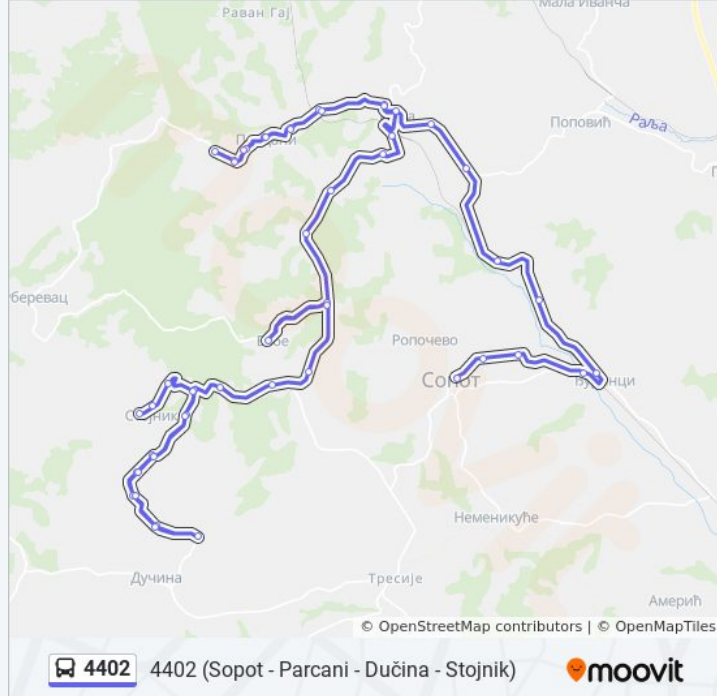 Раван Гај
Мала Иванча
Поповић
Раља
беревац
Ропочево
Сопот
Неменикуће
Дучина
Тресије
Амерић
© OpenStreetMap contributors | © OpenMapTiles
4402 4402 (Sopot - Parcani - Dučina - Stojnik)
moovit